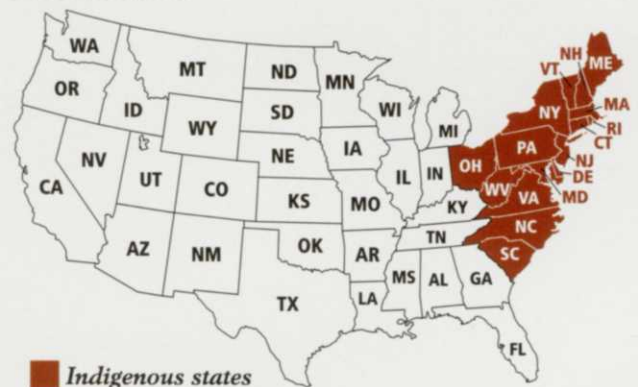 WA
MT
ND
MN
OR
ID
SD
WI
MI
WY
NE
IA
NV
UT
CO
KS
MO
IL
IN
OH
CA
AZ
NM
OK
AR
KY
TN
TX
LA
MS
AL
GA
FL
SC
NC
VA
WV
PA
NY
VT
NH
ME
MA
RI
CT
NJ
DE
MD
Indigenous states